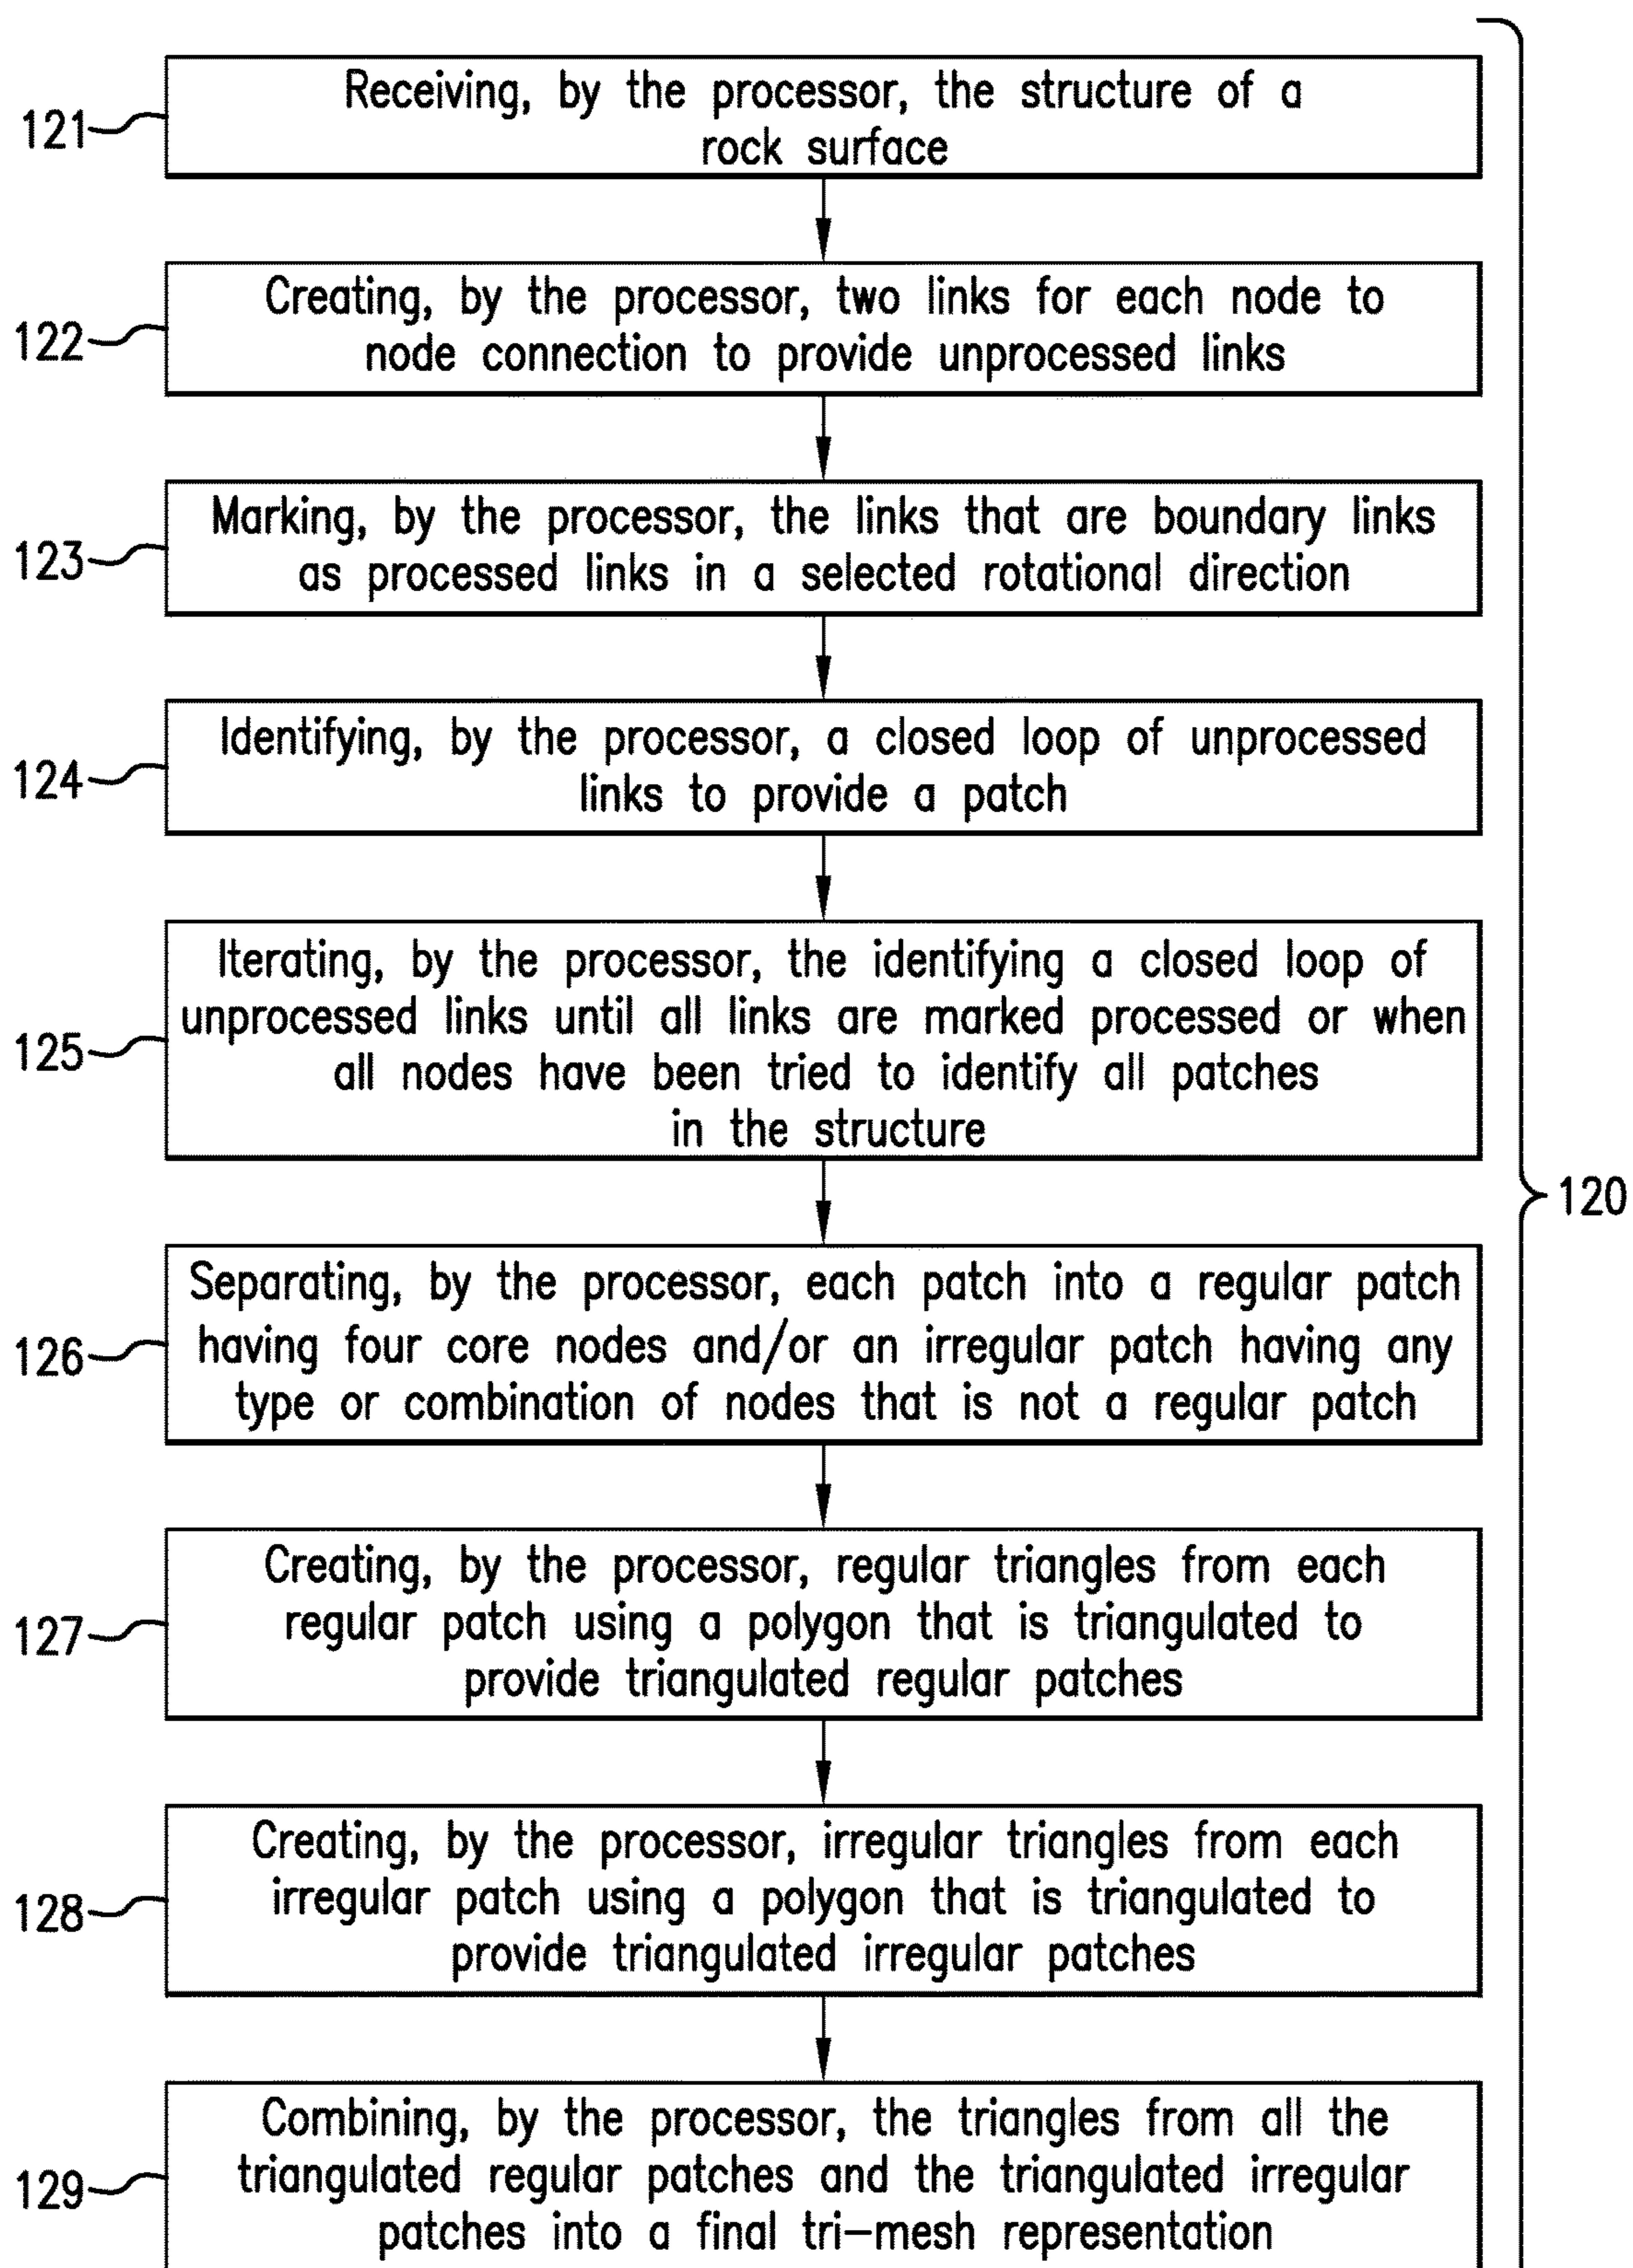 121
Receiving, by the processor, the structure of a
rock surface
122
Creating, by the processor, two links for each node to
node connection to provide unprocessed links
123
Marking, by the processor, the links that are boundary links
as processed links in a selected rotational direction
124
Identifying, by the processor, a closed loop of unprocessed
links to provide a patch
125
Iterating, by the processor, the identifying a closed loop of
unprocessed links until all links are marked processed or when
all nodes have been tried to identify all patches
in the structure
120
126
Separating, by the processor, each patch into a regular patch
having four core nodes and/or an irregular patch having any
type or combination of nodes that is not a regular patch
127
Creating, by the processor, regular triangles from each
regular patch using a polygon that is triangulated to
provide triangulated regular patches
128
Creating, by the processor, irregular triangles from each
irregular patch using a polygon that is triangulated to
provide triangulated irregular patches
129
Combining, by the processor, the triangles from all the
triangulated regular patches and the triangulated irregular
patches into a final tri-mesh representation